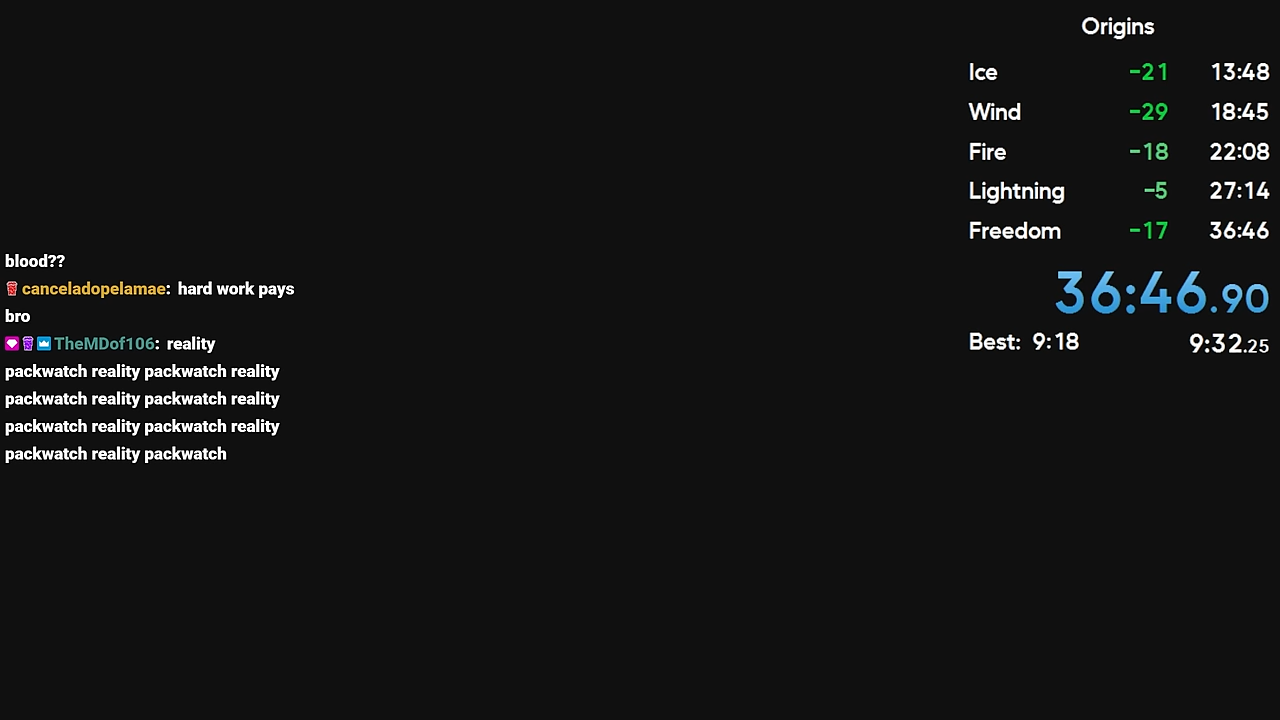 blood??
canceladopelamae: hard work pays
bro
TheMDof106: reality
packwatch reality packwatch reality
packwatch reality packwatch reality
packwatch reality packwatch reality
packwatch reality packwatch
Origins
Ice -21 13:48
Wind -29 18:45
Fire -18 22:08
Lightning -5 27:14
Freedom -17 36:46
36:46.90
Best: 9:18 9:32.25